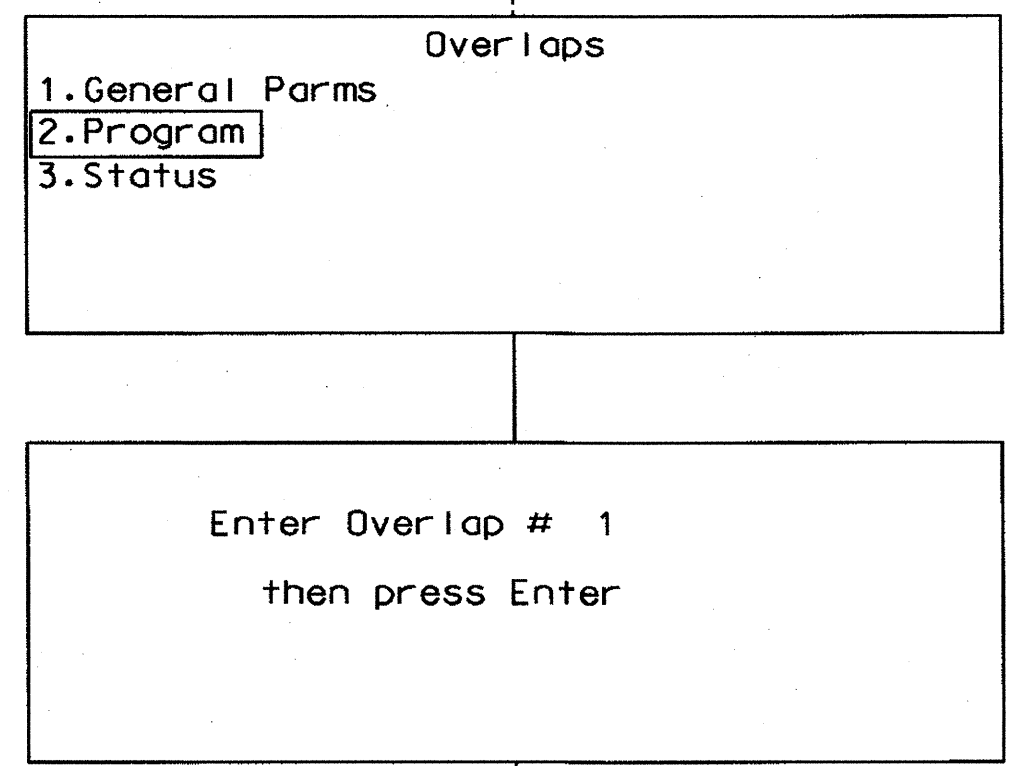 Overlaps
1.General Parms
2.Program
3.Status
Enter Overlap # 1
then press Enter